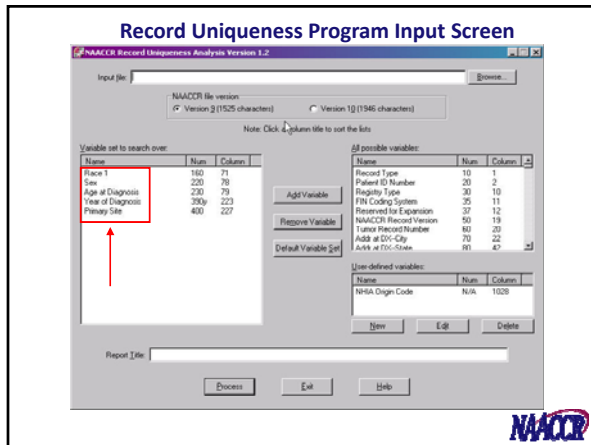 Record Uniqueness Program Input Screen
NAACCR Record Uniqueness Analysis Version 1.2
Input file:
Browse...
NAACCR file version
Version 9 (1525 characters)
Version 10 (1946 characters)
Note: Click a column title to sort the lists
Variable set to search over:
Name Num Column
Race 1 160 71
Sex 220 78
Age at Diagnosis 230 79
Year of Diagnosis 390y 223
Primary Site 400 227
Add Variable
Remove Variable
Default Variable Set
All possible variables:
Name Num Column
Record Type 10 1
Patient ID Number 20 2
Registry Type 30 10
FIN Coding System 35 11
Reserved for Expansion 37 12
NAACCR Record Version 50 19
Tumor Record Number 60 20
Addr at DX--City 70 22
Addr at DX--State 80 42
User-defined variables:
Name Num Column
NHIA Origin Code N/A 1028
New Edit Delete
Report Title:
Process Exit Help
NAACCR